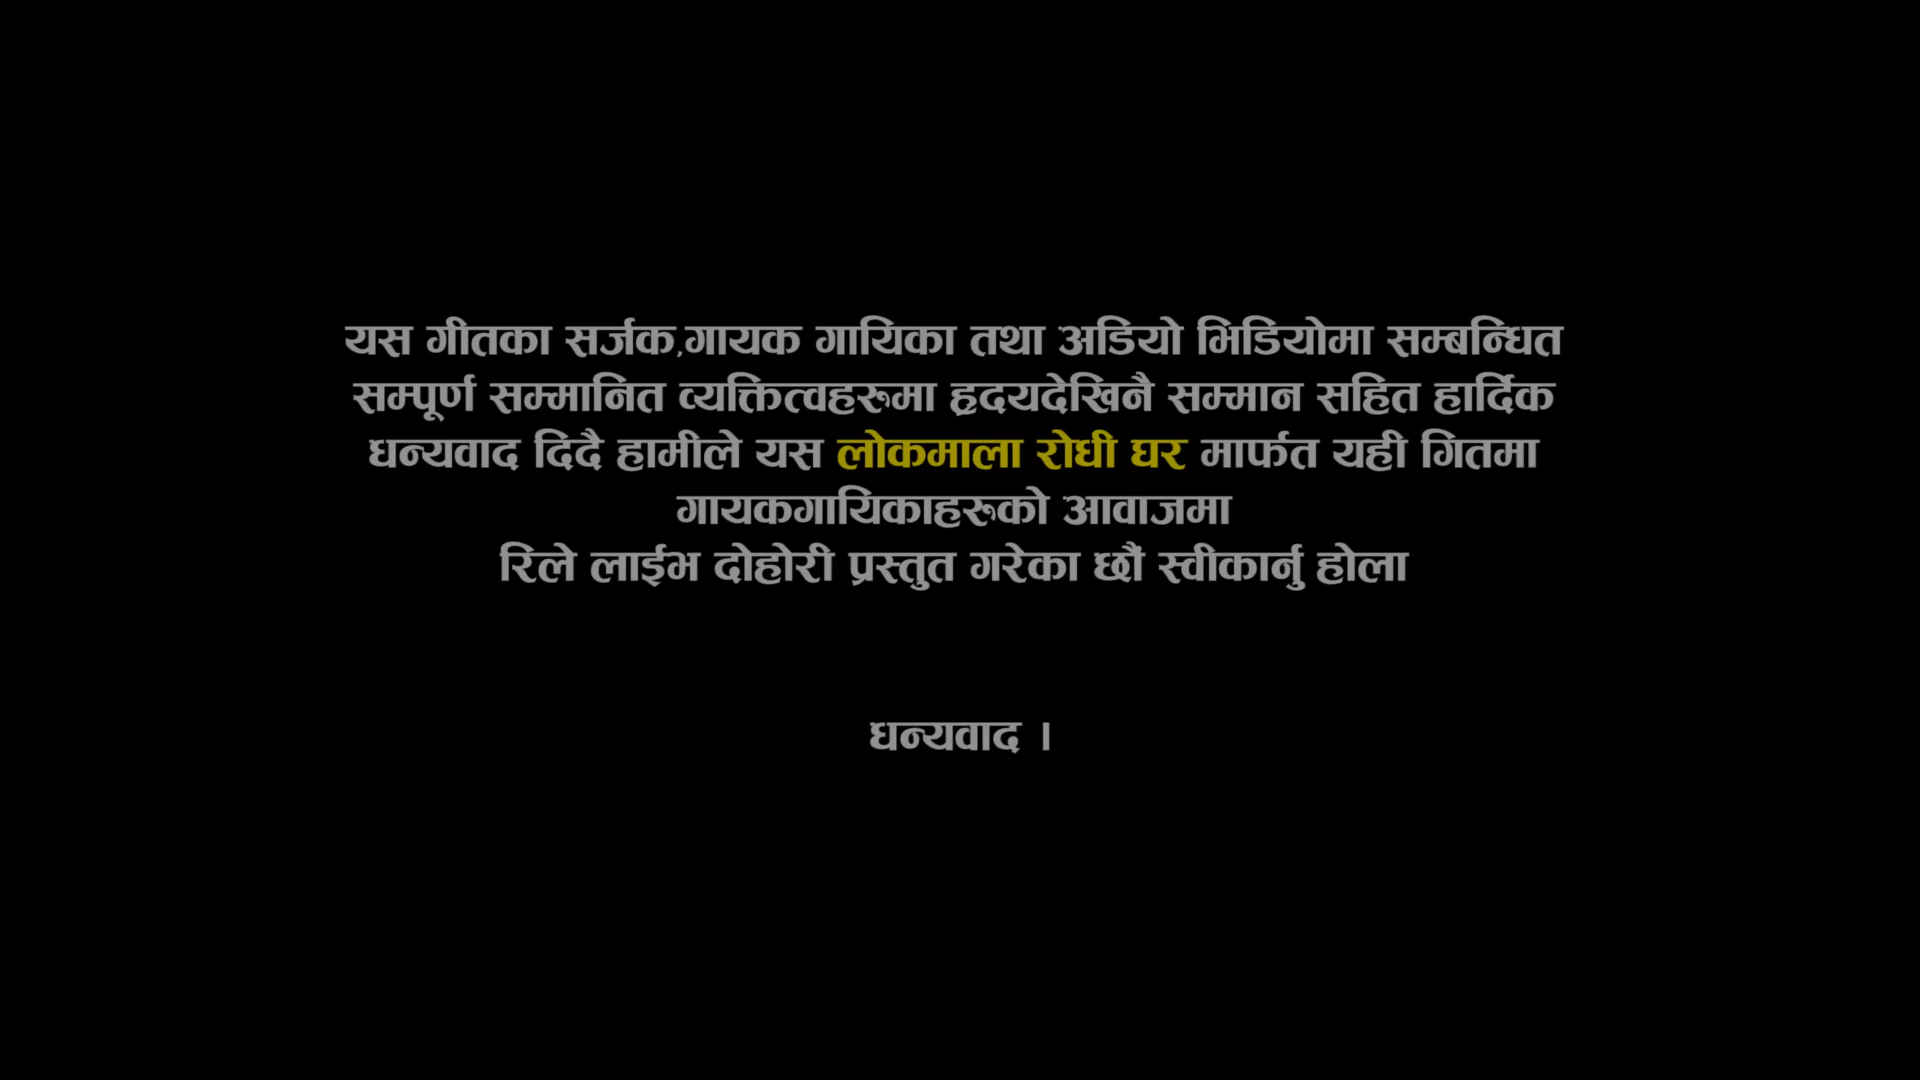 यस गीतका सर्जक,गायक गायिका तथा अडियो भिडियोमा सम्बन्धित
सम्पूर्ण सम्मानित व्यक्तित्वहरुमा हृदयदेखिनै सम्मान सहित हार्दिक
धन्यवाद दिदै हामीले यस लोकमाला रोधी घर मार्फत यही गितमा
गायकगायिकाहरुको आवाजमा
रिले लाईभ दोहोरी प्रस्तुत गरेका छौं स्वीकार्नु होला
धन्यवाद ।